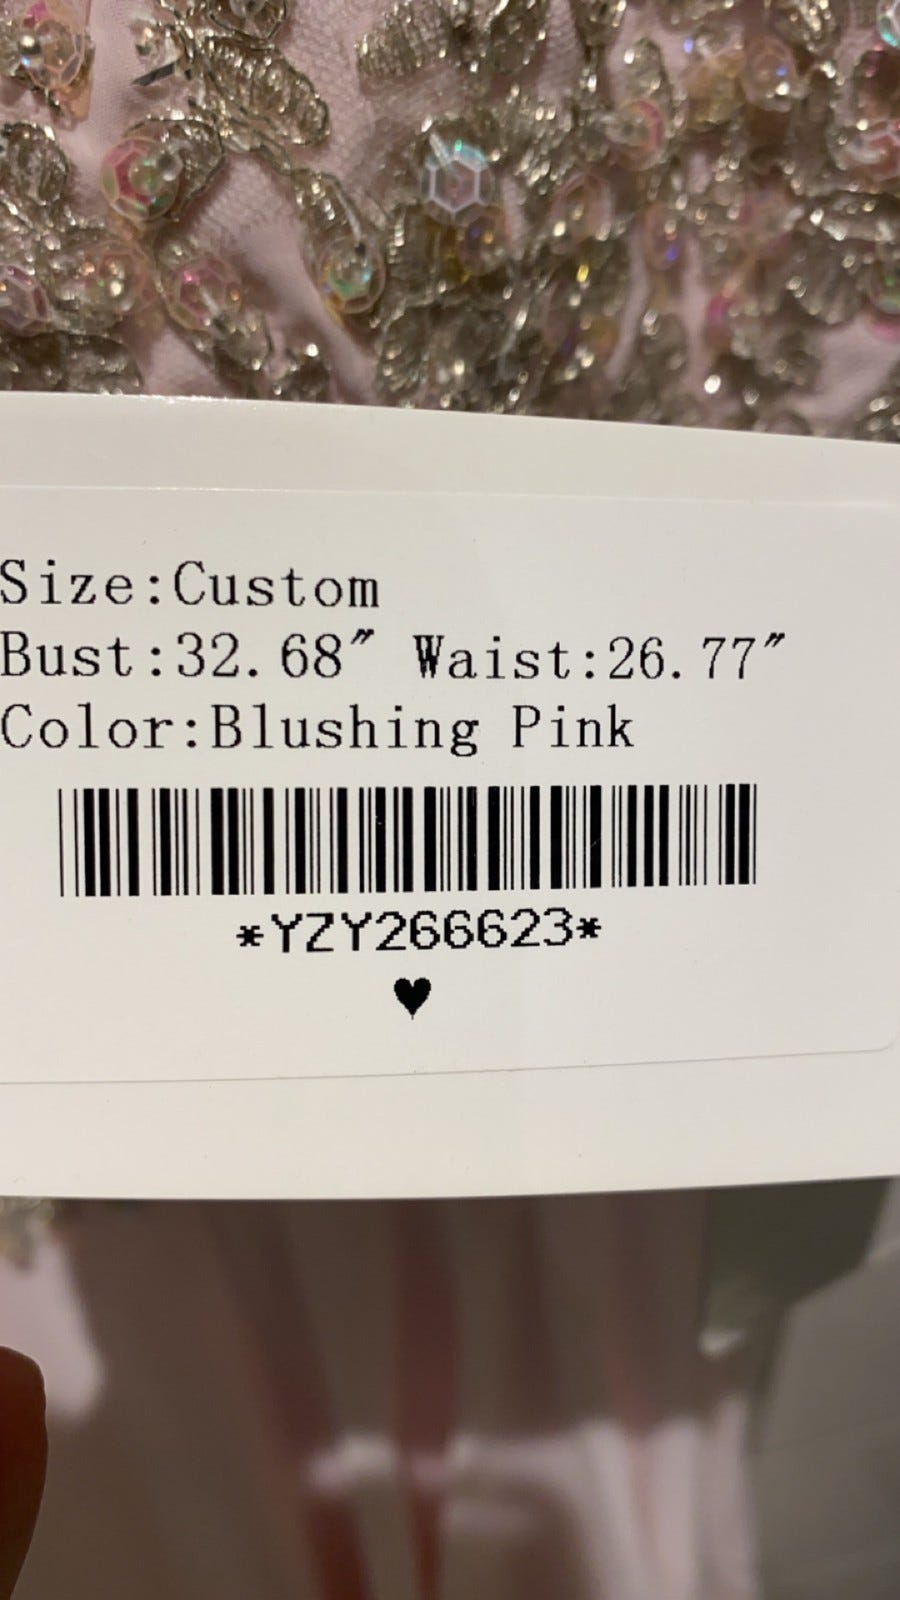 Size:Custom
Bust:32.68″ Waist:26.77″
Color:Blushing Pink
*YZY266623*
♥